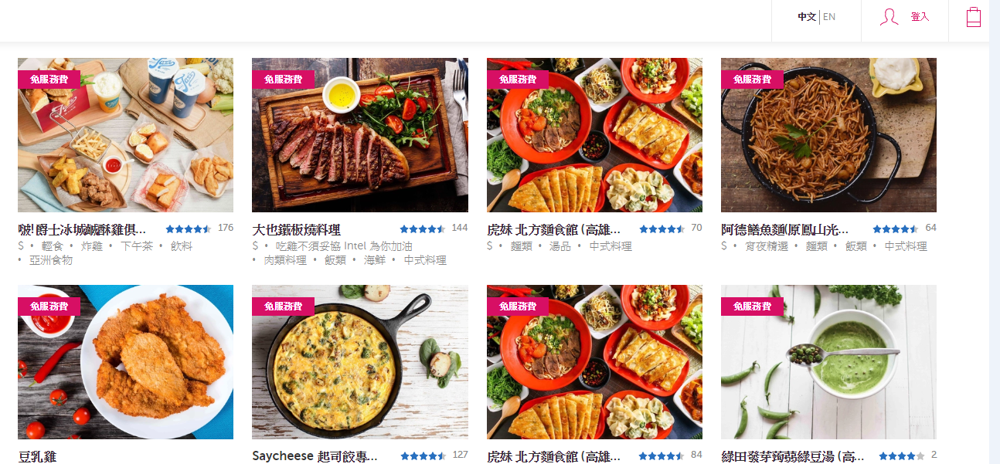 中文 | EN
登入
免服務費
免服務費
免服務費
免服務費
啵! 爵士冰城鹹酥雞俱... 176
大也鐵板燒料理 144
虎妹 北方麵食館 (高雄... 70
阿德鱔魚麵(原鳳山光... 64
$ • 輕食 • 炸雞 • 下午茶 • 飲料
• 亞洲食物
$ • 吃雞不須妥協 Intel 為你加油
• 肉類料理 • 飯類 • 海鮮 • 中式料理
$ • 麵類 • 湯品 • 中式料理
$ • 宵夜精選 • 麵類 • 飯類 • 中式料理
免服務費
免服務費
免服務費
免服務費
豆乳雞
Saycheese 起司餃專... 127
虎妹 北方麵食館 (高雄... 84
綠田發芽蒟蒻綠豆湯 (高... 2